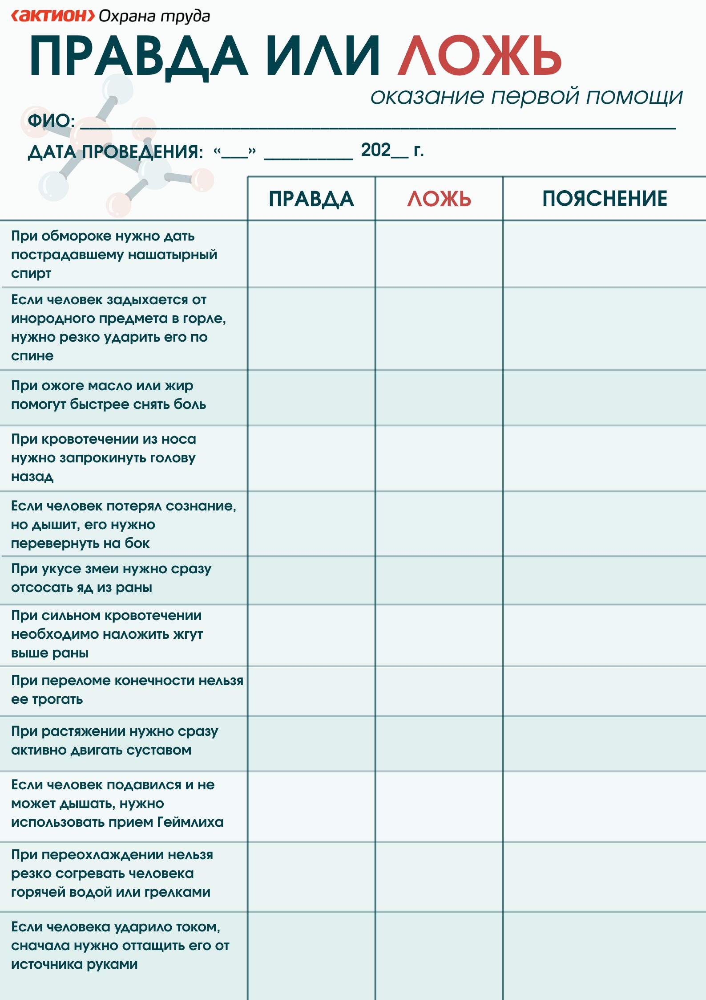 ‹актион› Охрана труда
ПРАВДА ИЛИ ЛОЖЬ
оказание первой помощи
ФИО: ___________________________________________________________________
ДАТА ПРОВЕДЕНИЯ: «___» __________ 202__ г.
ПРАВДА ЛОЖЬ ПОЯСНЕНИЕ
При обмороке нужно дать
пострадавшему нашатырный
спирт
Если человек задыхается от
инородного предмета в горле,
нужно резко ударить его по
спине
При ожоге масло или жир
помогут быстрее снять боль
При кровотечении из носа
нужно запрокинуть голову
назад
Если человек потерял сознание,
но дышит, его нужно
перевернуть на бок
При укусе змеи нужно сразу
отсосать яд из раны
При сильном кровотечении
необходимо наложить жгут
выше раны
При переломе конечности нельзя
ее трогать
При растяжении нужно сразу
активно двигать суставом
Если человек подавился и не
может дышать, нужно
использовать прием Геймлиха
При переохлаждении нельзя
резко согревать человека
горячей водой или грелками
Если человека ударило током,
сначала нужно оттащить его от
источника руками